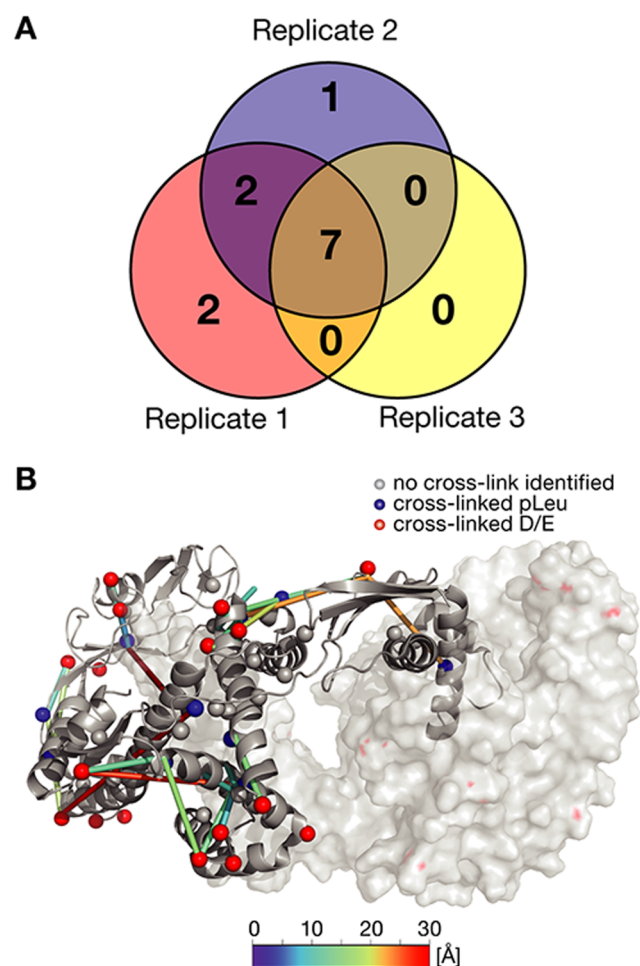 A
Replicate 2
1
2
0
7
2
0
0
Replicate 1
Replicate 3
B
no cross-link identified
cross-linked pLeu
cross-linked D/E
0 10 20 30
[Å]